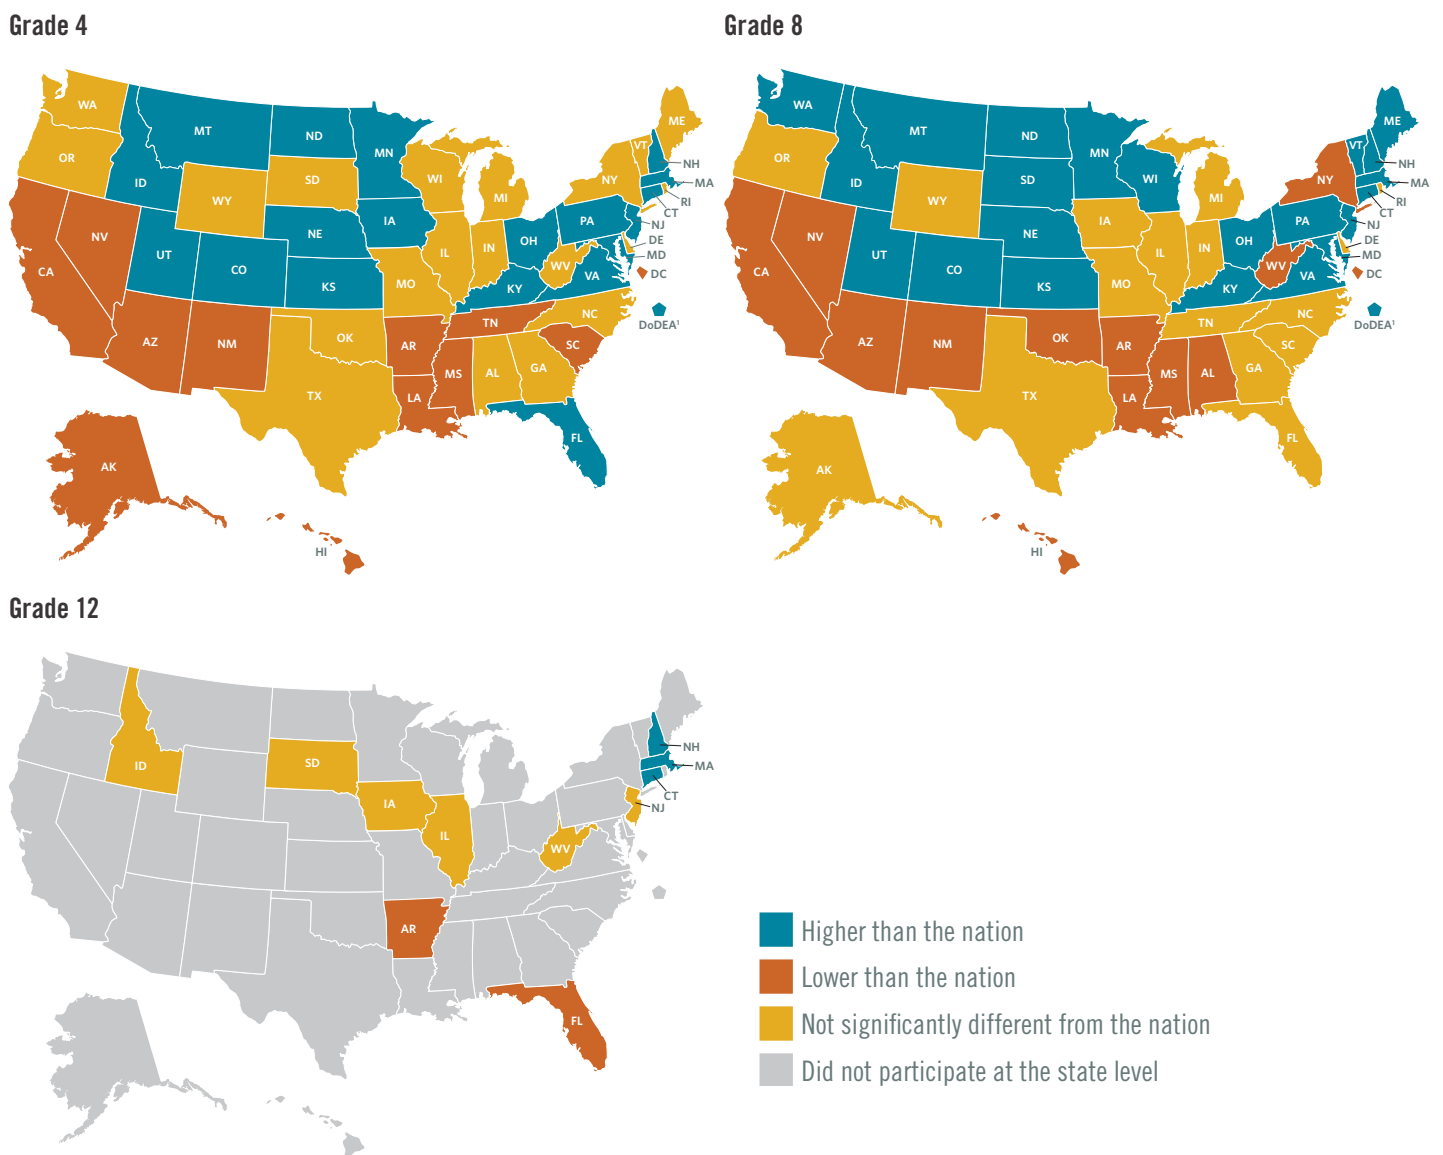 Grade 4
WA
MT
ND
MN
OR
ID
SD
WI
MI
NY
VT
ME
NH
MA
RI
CT
WY
IA
NE
PA
NJ
NV
UT
CO
IL
IN
OH
DE
MD
CA
KS
MO
WV
VA
DC
KY
DoDEA¹
AZ
NM
OK
AR
TN
NC
SC
TX
LA
MS
AL
GA
FL
AK
HI
Grade 8
WA
MT
ND
MN
OR
ID
SD
WI
MI
NY
VT
ME
NH
MA
RI
CT
WY
IA
NE
PA
NJ
NV
UT
CO
IL
IN
OH
DE
MD
CA
KS
MO
WV
VA
DC
KY
DoDEA¹
AZ
NM
OK
AR
TN
NC
SC
TX
LA
MS
AL
GA
FL
AK
HI
Grade 12
NH
MA
CT
NJ
ID
SD
IA
IL
WV
AR
FL
Higher than the nation
Lower than the nation
Not significantly different from the nation
Did not participate at the state level